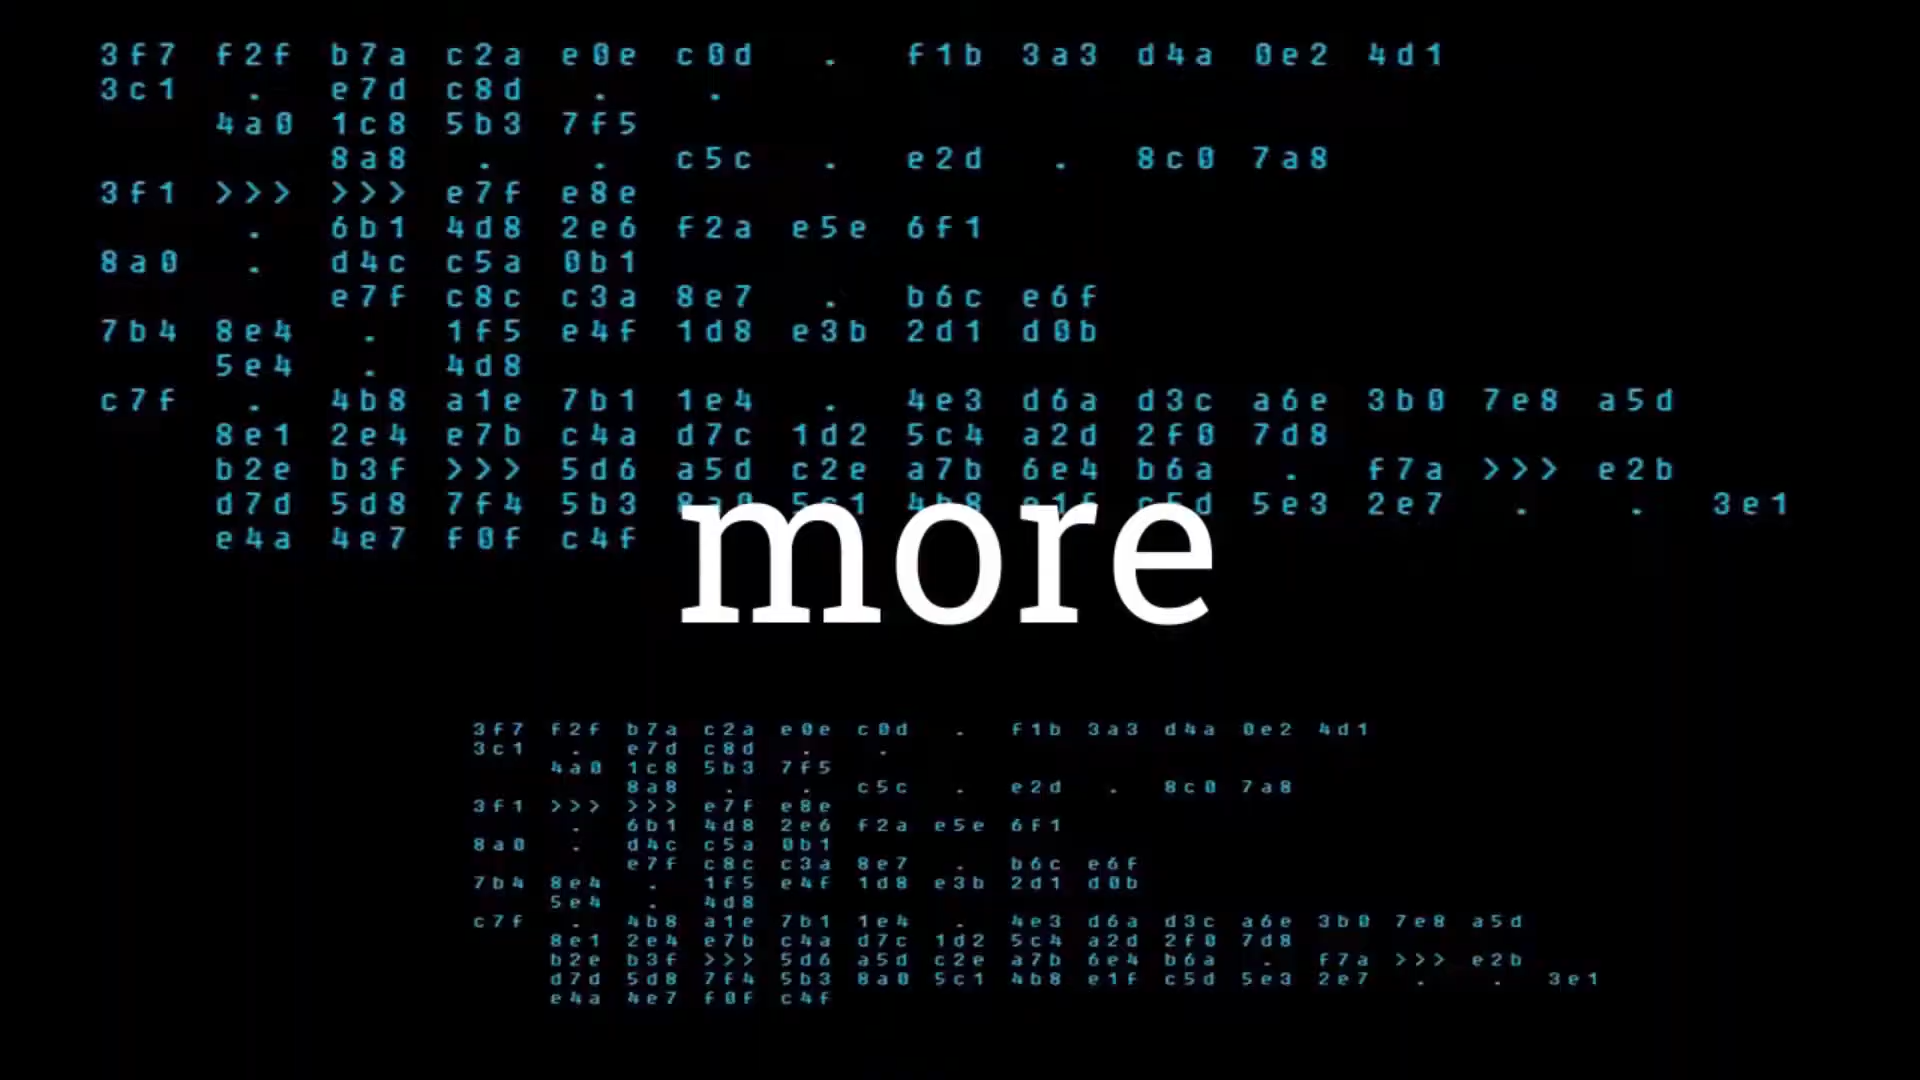 3f7 f2f b7a c2a e0e c0d . f1b 3a3 d4a 0e2 4d1
3c1 . e7d c8d . .
4a0 1c8 5b3 7f5
8a8 . . c5c . e2d . 8c0 7a8
3f1 >>> >>> e7f e8e
. 6b1 4d8 2e6 f2a e5e 6f1
8a0 . d4c c5a 0b1
e7f c8c c3a 8e7 . b6c e6f
7b4 8e4 . 1f5 e4f 1d8 e3b 2d1 d0b
5e4 . 4d8
c7f . 4b8 a1e 7b1 1e4 . 4e3 d6a d3c a6e 3b0 7e8 a5d
8e1 2e4 e7b c4a d7c 1d2 5c4 a2d 2f0 7d8
b2e b3f >>> 5d6 a5d c2e a7b 6e4 b6a . f7a >>> e2b
d7d 5d8 7f4 5b3 8a0 5c1 4b8 e1f c5d 5e3 2e7 . . 3e1
e4a 4e7 f0f c4f
more
3f7 f2f b7a c2a e0e c0d . f1b 3a3 d4a 0e2 4d1
3c1 . e7d c8d . .
4a0 1c8 5b3 7f5
8a8 . . c5c . e2d . 8c0 7a8
3f1 >>> >>> e7f e8e
. 6b1 4d8 2e6 f2a e5e 6f1
8a0 . d4c c5a 0b1
e7f c8c c3a 8e7 . b6c e6f
7b4 8e4 . 1f5 e4f 1d8 e3b 2d1 d0b
5e4 . 4d8
c7f . 4b8 a1e 7b1 1e4 . 4e3 d6a d3c a6e 3b0 7e8 a5d
8e1 2e4 e7b c4a d7c 1d2 5c4 a2d 2f0 7d8
b2e b3f >>> 5d6 a5d c2e a7b 6e4 b6a . f7a >>> e2b
d7d 5d8 7f4 5b3 8a0 5c1 4b8 e1f c5d 5e3 2e7 . . 3e1
e4a 4e7 f0f c4f